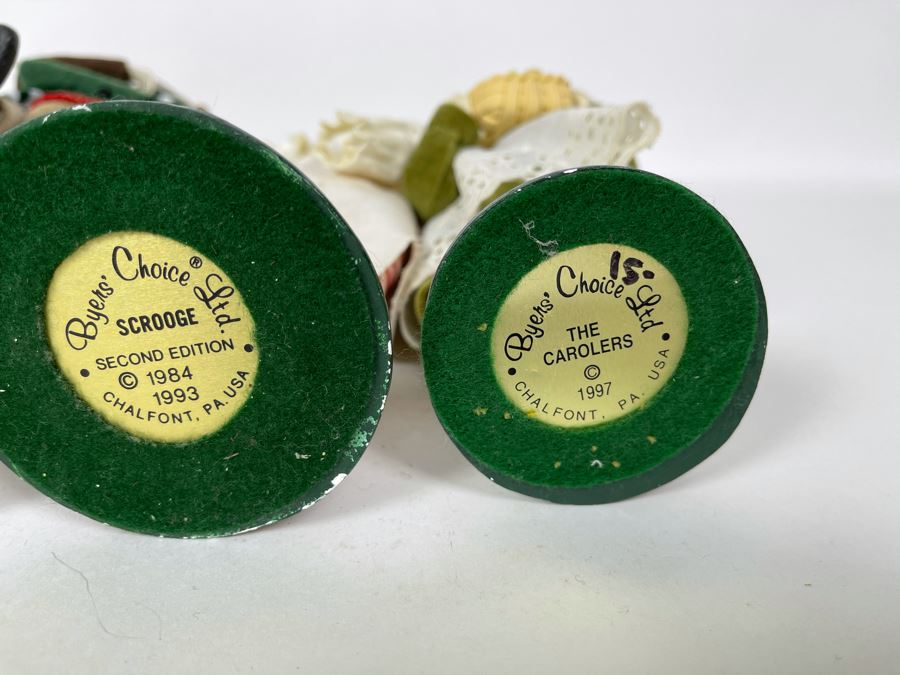 Byers' Choice® Ltd.
SCROOGE
SECOND EDITION
© 1984
1993
CHALFONT, PA. USA
Byers' Choice Ltd
15-
THE
CAROLERS
©
1997
CHALFONT, PA. USA